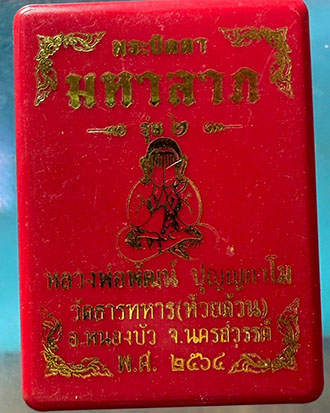 พระปิดตา
มหาลาภ
รุ่น ๒
หลวงพ่อพัฒน์ ปุญฺญกาโม
วัดธารทหาร(ห้วยด้วน)
อ.หนองบัว จ.นครสวรรค์
พ.ศ. ๒๕๖๔